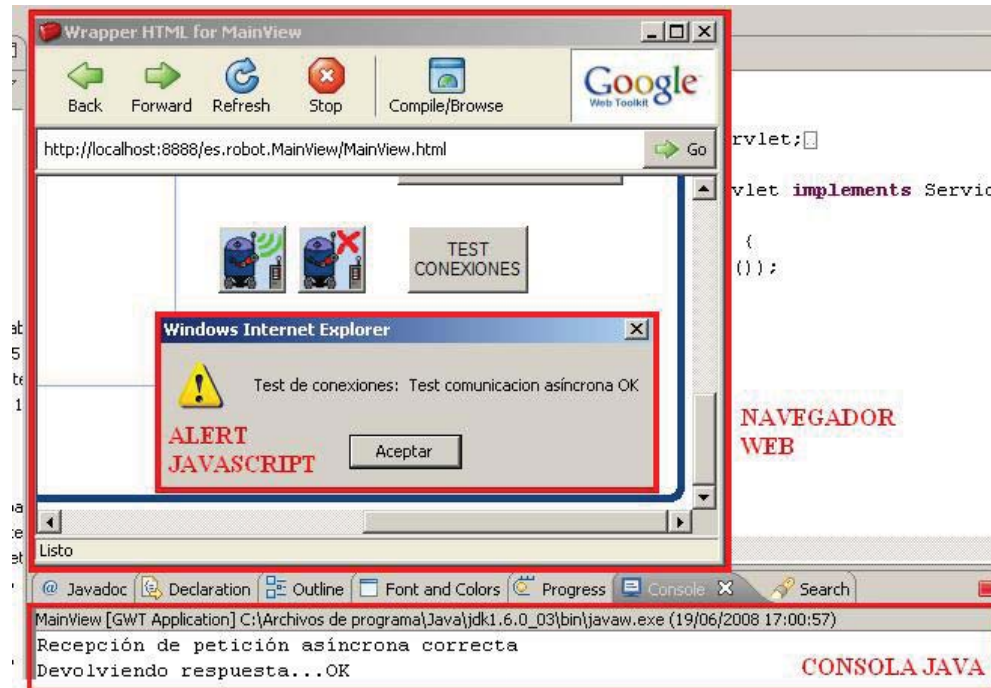 Wrapper HTML for MainView
Back Forward Refresh Stop Compile/Browse
Google
Web Toolkit
http://localhost:8888/es.robot.MainView/MainView.html Go
rvlet;
vlet implements Servic
{
());
TEST
CONEXIONES
Windows Internet Explorer
Test de conexiones: Test comunicacion asíncrona OK
ALERT
JAVASCRIPT
Aceptar
NAVEGADOR
WEB
Listo
@ Javadoc Declaration Outline Font and Colors Progress Console Search
MainView [GWT Application] C:\Archivos de programa\Java\jdk1.6.0_03\bin\javaw.exe (19/06/2008 17:00:57)
Recepción de petición asíncrona correcta
Devolviendo respuesta...OK
CONSOLA JAVA